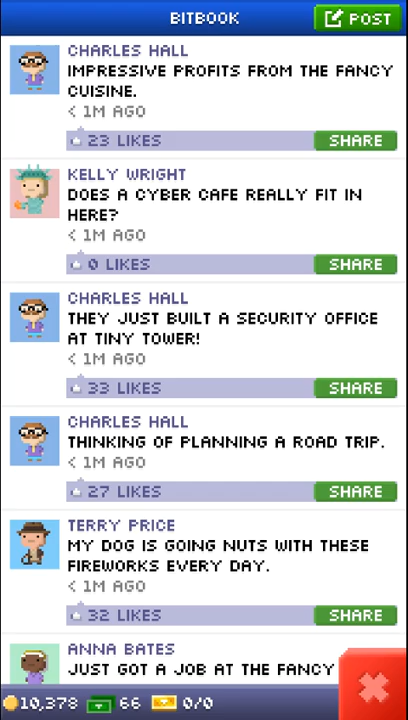 BITBOOK
POST
CHARLES HALL
IMPRESSIVE PROFITS FROM THE FANCY
CUISINE.
< 1M AGO
23 LIKES
SHARE
KELLY WRIGHT
DOES A CYBER CAFE REALLY FIT IN
HERE?
< 1M AGO
0 LIKES
SHARE
CHARLES HALL
THEY JUST BUILT A SECURITY OFFICE
AT TINY TOWER!
< 1M AGO
33 LIKES
SHARE
CHARLES HALL
THINKING OF PLANNING A ROAD TRIP.
< 1M AGO
27 LIKES
SHARE
TERRY PRICE
MY DOG IS GOING NUTS WITH THESE
FIREWORKS EVERY DAY.
< 1M AGO
32 LIKES
SHARE
ANNA BATES
JUST GOT A JOB AT THE FANCY
10,378 66 0/0